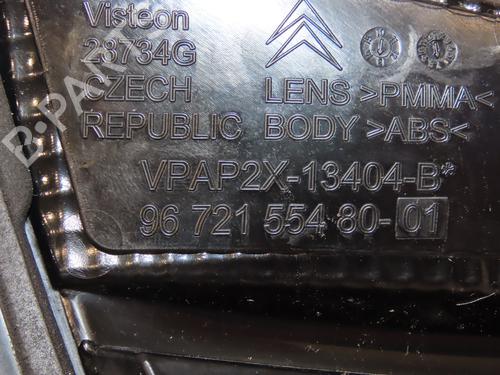 Visteon
28734G
CZECH LENS >PMMA<
REPUBLIC BODY >ABS<
VPAP2X-13404-B*
96 721 554 80-01
B-PARTS